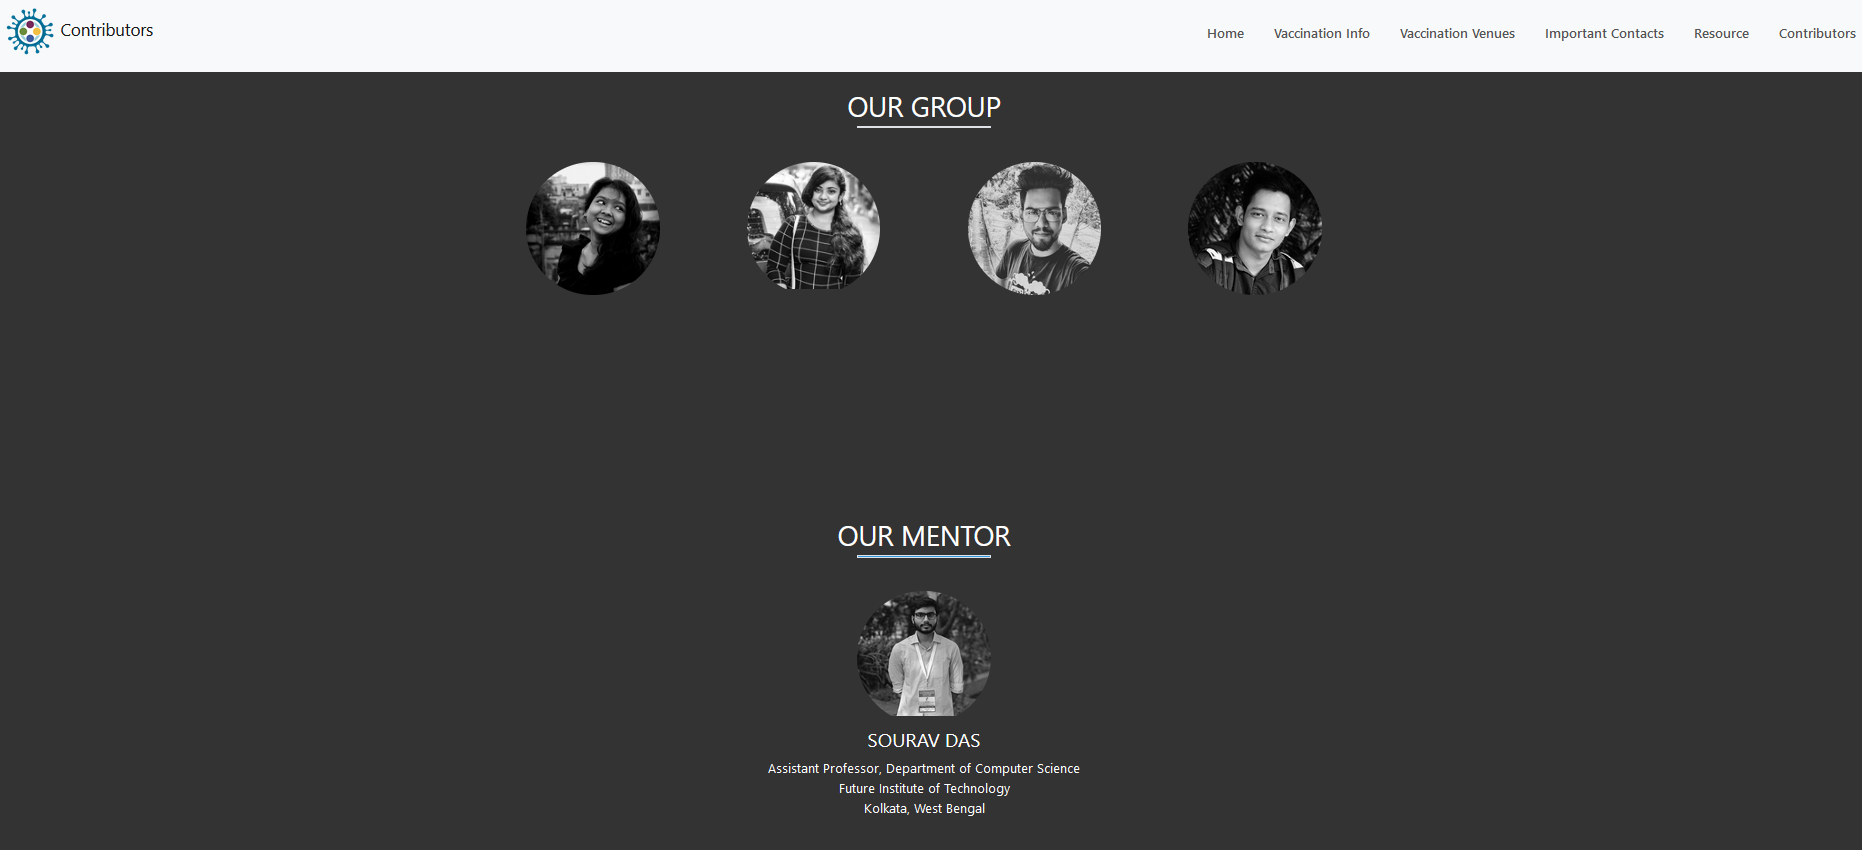 Contributors
Home Vaccination Info Vaccination Venues Important Contacts Resource Contributors
OUR GROUP
OUR MENTOR
SOURAV DAS
Assistant Professor, Department of Computer Science
Future Institute of Technology
Kolkata, West Bengal